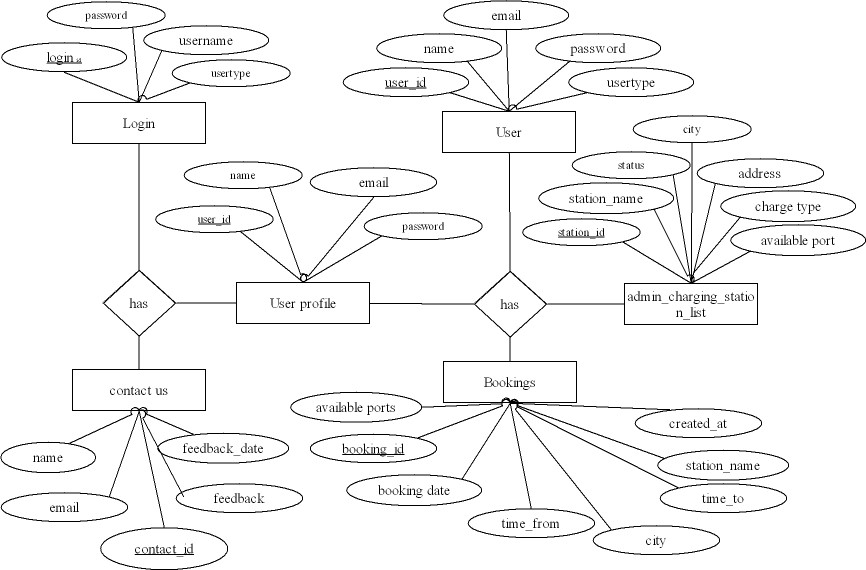 password
email
username
name
password
login_id
usertype
user_id
usertype
Login
User
city
name
email
status
address
station_name
charge type
user_id
password
station_id
available port
has
User profile
has
admin_charging_statio
n_list
contact us
Bookings
available ports
created_at
name
feedback_date
booking_id
station_name
email
feedback
booking date
time_to
time_from
contact_id
city